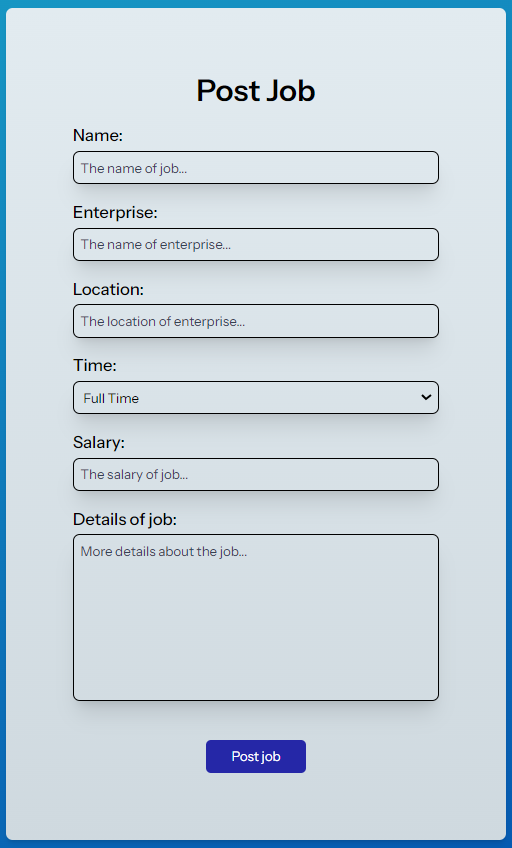 Post Job
Name:
The name of job...
Enterprise:
The name of enterprise...
Location:
The location of enterprise...
Time:
Full Time
Salary:
The salary of job...
Details of job:
More details about the job...
Post job